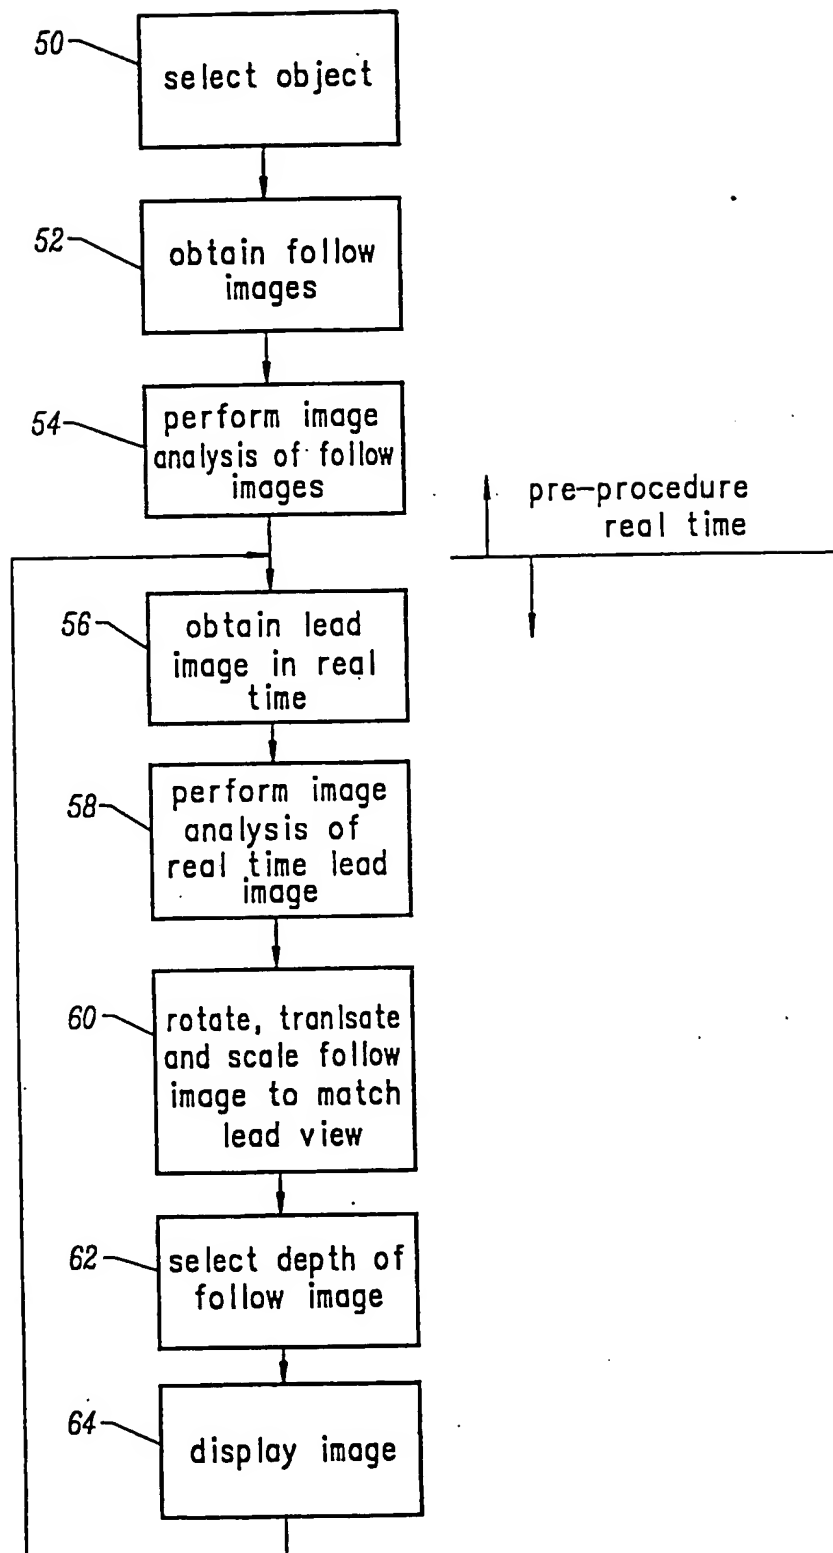 50
select object
52
obtain follow
images
54
perform image
analysis of follow
images
pre-procedure
real time
56
obtain lead
image in real
time
58
perform image
analysis of
real time lead
image
60
rotate, tranlsate
and scale follow
image to match
lead view
62
select depth of
follow image
64
display image